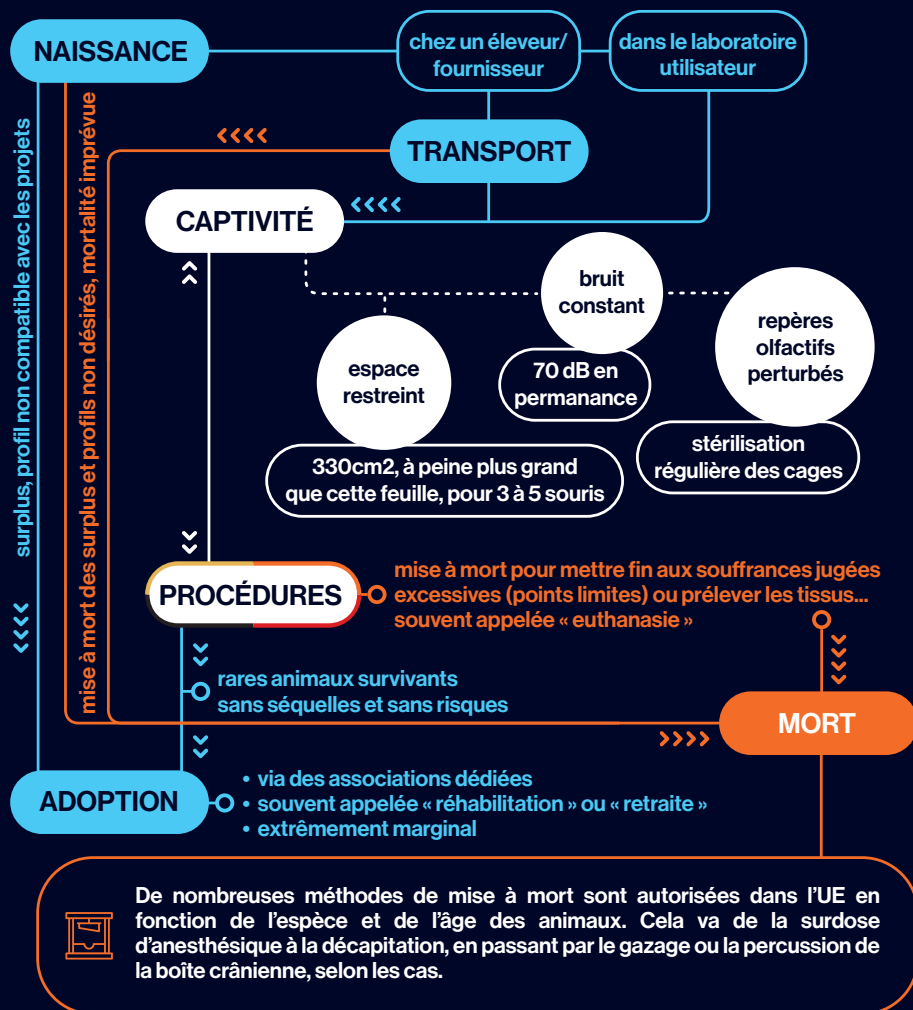 NAISSANCE
chez un éleveur/
fournisseur
dans le laboratoire
utilisateur
TRANSPORT
CAPTIVITÉ
surplus, profil non compatible avec les projets
mise à mort des surplus et profils non désirés, mortalité imprévue
bruit
constant
70 dB en
permanance
repères
olfactifs
perturbés
stérilisation
régulière des cages
espace
restreint
330cm2, à peine plus grand
que cette feuille, pour 3 à 5 souris
PROCÉDURES
mise à mort pour mettre fin aux souffrances jugées
excessives (points limites) ou prélever les tissus...
souvent appelée « euthanasie »
rares animaux survivants
sans séquelles et sans risques
MORT
ADOPTION
• via des associations dédiées
• souvent appelée « réhabilitation » ou « retraite »
• extrêmement marginal
De nombreuses méthodes de mise à mort sont autorisées dans l'UE en
fonction de l'espèce et de l'âge des animaux. Cela va de la surdose
d'anesthésique à la décapitation, en passant par le gazage ou la percussion de
la boîte crânienne, selon les cas.